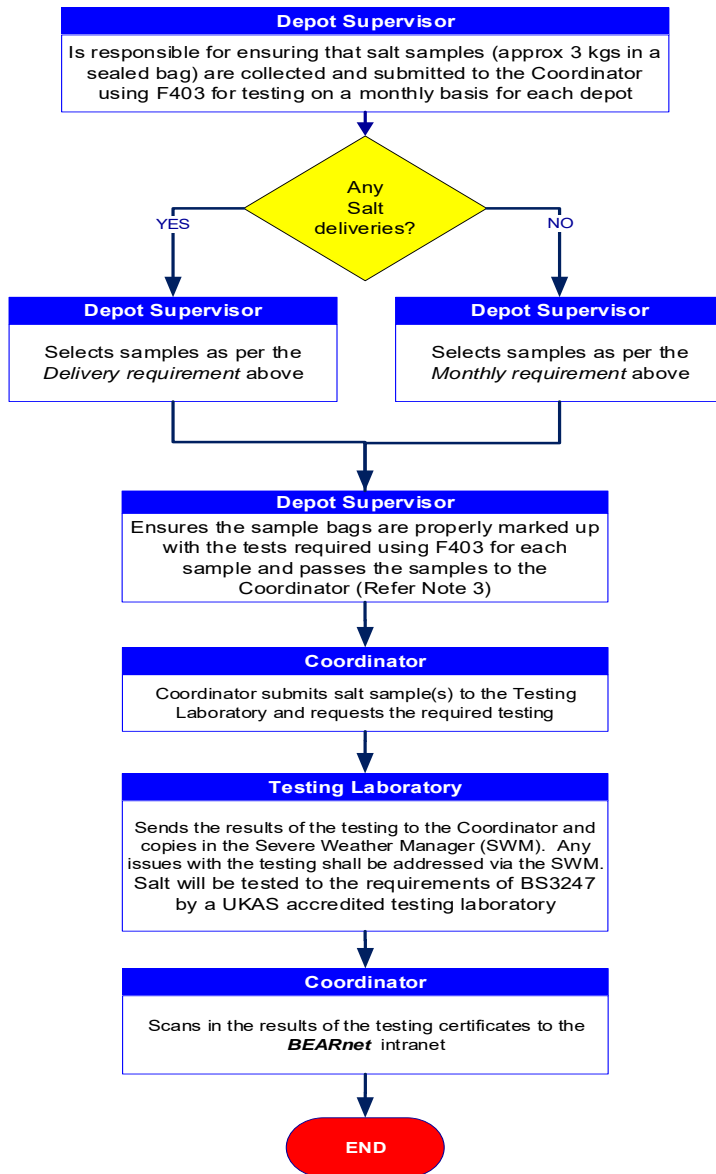 Depot Supervisor
Is responsible for ensuring that salt samples (approx 3 kgs in a
sealed bag) are collected and submitted to the Coordinator
using F403 for testing on a monthly basis for each depot
Any
Salt
deliveries?
YES
NO
Depot Supervisor
Selects samples as per the
Delivery requirement above
Depot Supervisor
Selects samples as per the
Monthly requirement above
Depot Supervisor
Ensures the sample bags are properly marked up
with the tests required using F403 for each
sample and passes the samples to the
Coordinator (Refer Note 3)
Coordinator
Coordinator submits salt sample(s) to the Testing
Laboratory and requests the required testing
Testing Laboratory
Sends the results of the testing to the Coordinator and
copies in the Severe Weather Manager (SWM).  Any
issues with the testing shall be addressed via the SWM.
Salt will be tested to the requirements of BS3247
by a UKAS accredited testing laboratory
Coordinator
Scans in the results of the testing certificates to the
BEARnet intranet
END